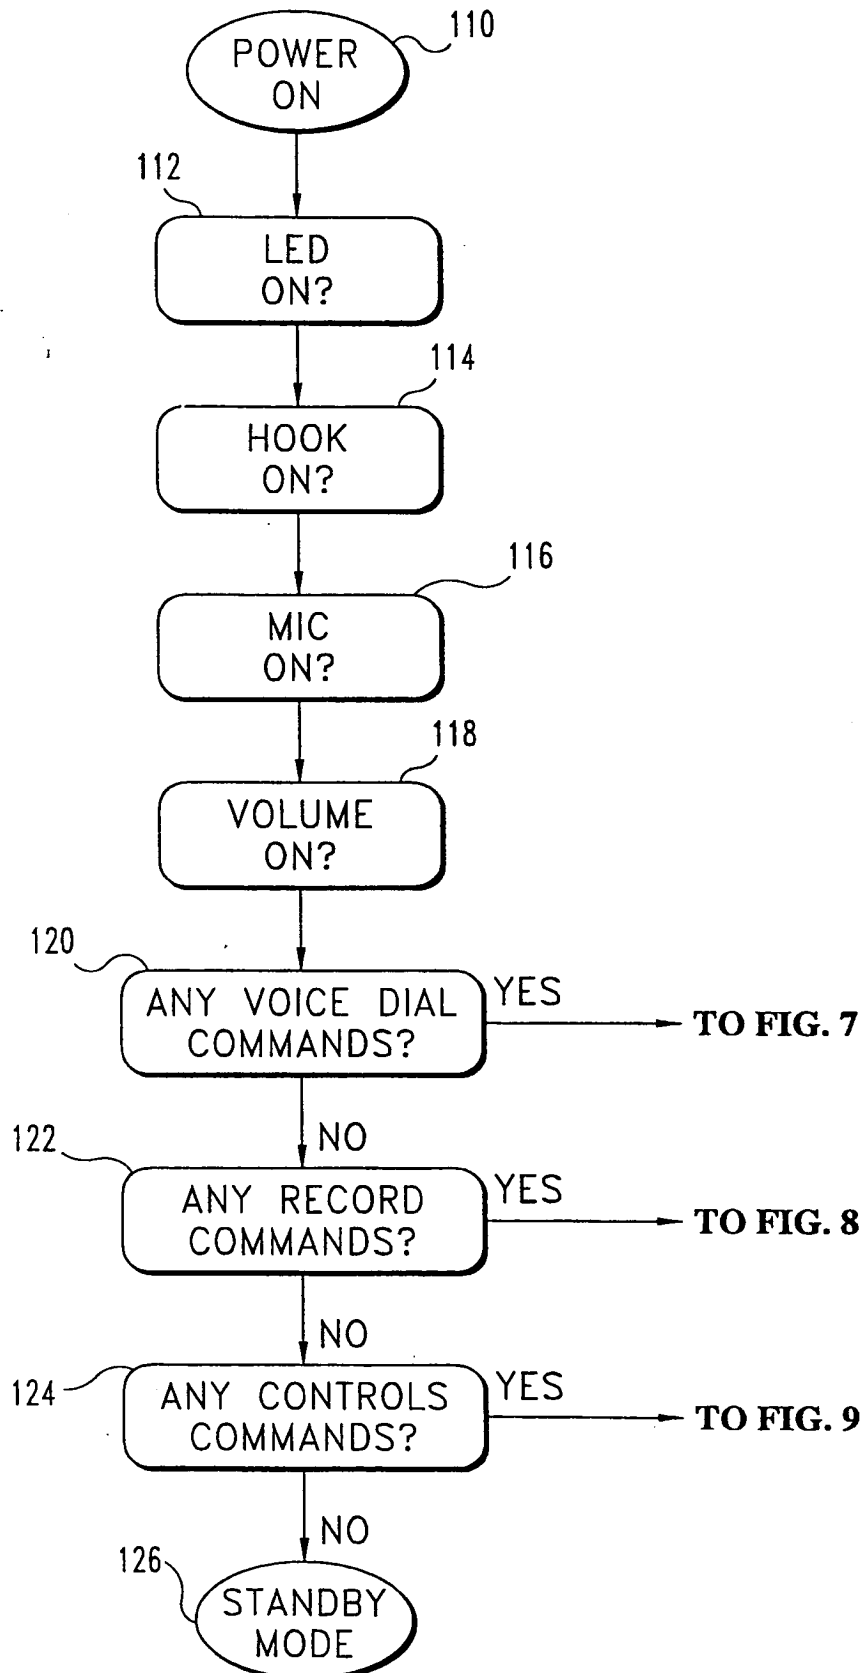 110
POWER
ON
112
LED
ON?
114
HOOK
ON?
116
MIC
ON?
118
VOLUME
ON?
120
ANY VOICE DIAL
COMMANDS?
YES
TO FIG. 7
NO
122
ANY RECORD
COMMANDS?
YES
TO FIG. 8
NO
124
ANY CONTROLS
COMMANDS?
YES
TO FIG. 9
NO
126
STANDBY
MODE